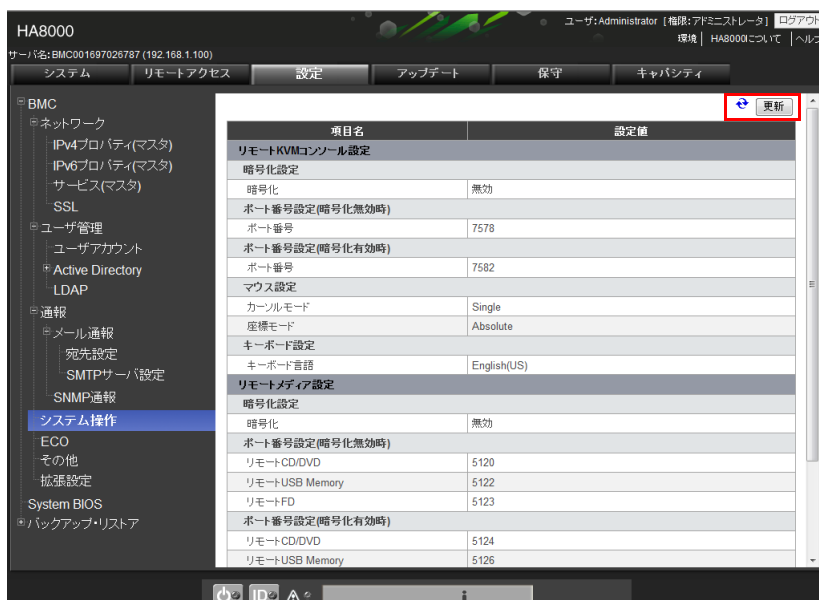 HA8000
ユーザ:Administrator [権限:アドミニストレータ] ログアウト
環境 HA8000について ヘルプ
サーバ名:BMC001697026787 (192.168.1.100)
システム リモートアクセス 設定 アップデート 保守 キャパシティ
BMC
ネットワーク
IPv4プロパティ(マスタ)
IPv6プロパティ(マスタ)
サービス(マスタ)
SSL
ユーザ管理
ユーザアカウント
Active Directory
LDAP
通報
メール通報
宛先設定
SMTPサーバ設定
SNMP通報
システム操作
ECO
その他
拡張設定
System BIOS
バックアップ・リストア
更新
項目名 設定値
リモートKVMコンソール設定
暗号化設定
暗号化 無効
ポート番号設定(暗号化無効時)
ポート番号 7578
ポート番号設定(暗号化有効時)
ポート番号 7582
マウス設定
カーソルモード Single
座標モード Absolute
キーボード設定
キーボード言語 English(US)
リモートメディア設定
暗号化設定
暗号化 無効
ポート番号設定(暗号化無効時)
リモートCD/DVD 5120
リモートUSB Memory 5122
リモートFD 5123
ポート番号設定(暗号化有効時)
リモートCD/DVD 5124
リモートUSB Memory 5126
ID